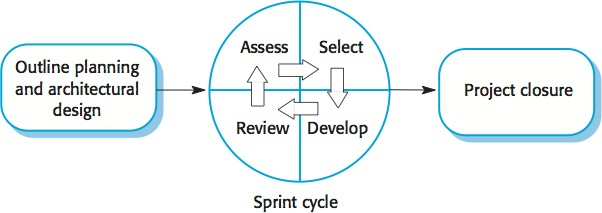 Outline planning
and architectural
design
Assess
Select
Review
Develop
Sprint cycle
Project closure